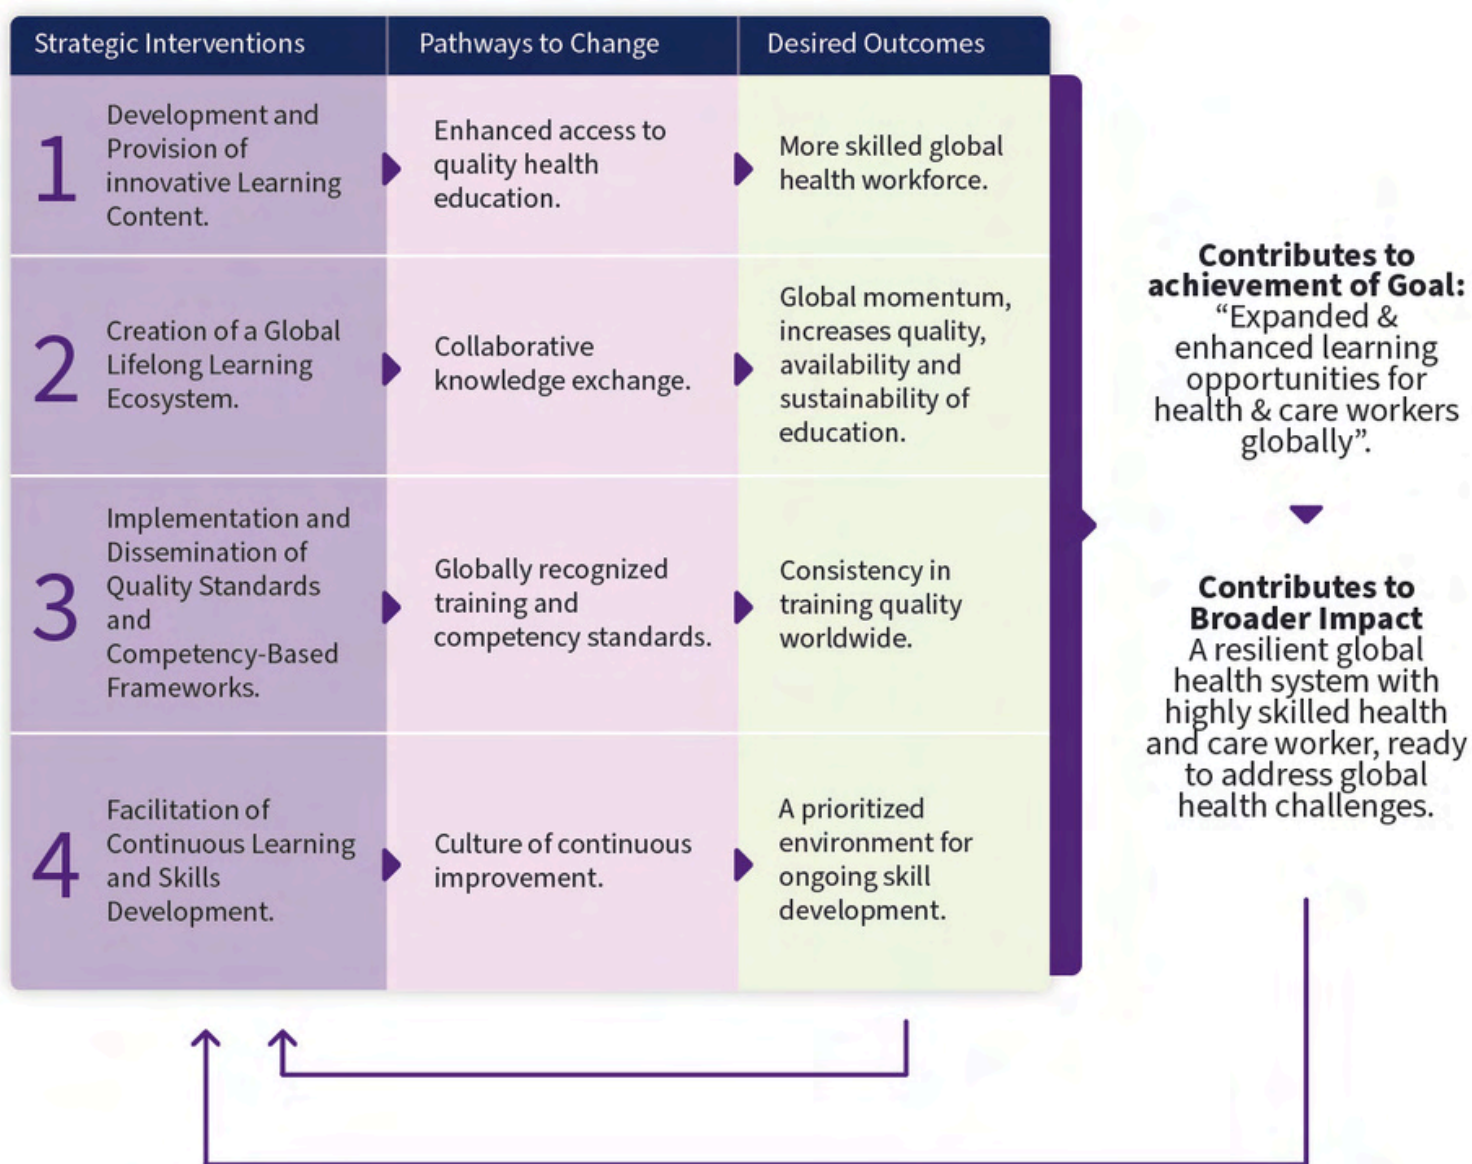 Strategic Interventions
Pathways to Change
Desired Outcomes
1
Development and
Provision of
innovative Learning
Content.
Enhanced access to
quality health
education.
More skilled global
health workforce.
2
Creation of a Global
Lifelong Learning
Ecosystem.
Collaborative
knowledge exchange.
Global momentum,
increases quality,
availability and
sustainability of
education.
3
Implementation and
Dissemination of
Quality Standards
and
Competency-Based
Frameworks.
Globally recognized
training and
competency standards.
Consistency in
training quality
worldwide.
4
Facilitation of
Continuous Learning
and Skills
Development.
Culture of continuous
improvement.
A prioritized
environment for
ongoing skill
development.
Contributes to
achievement of Goal:
“Expanded &
enhanced learning
opportunities for
health & care workers
globally”.
Contributes to
Broader Impact
A resilient global
health system with
highly skilled health
and care worker, ready
to address global
health challenges.